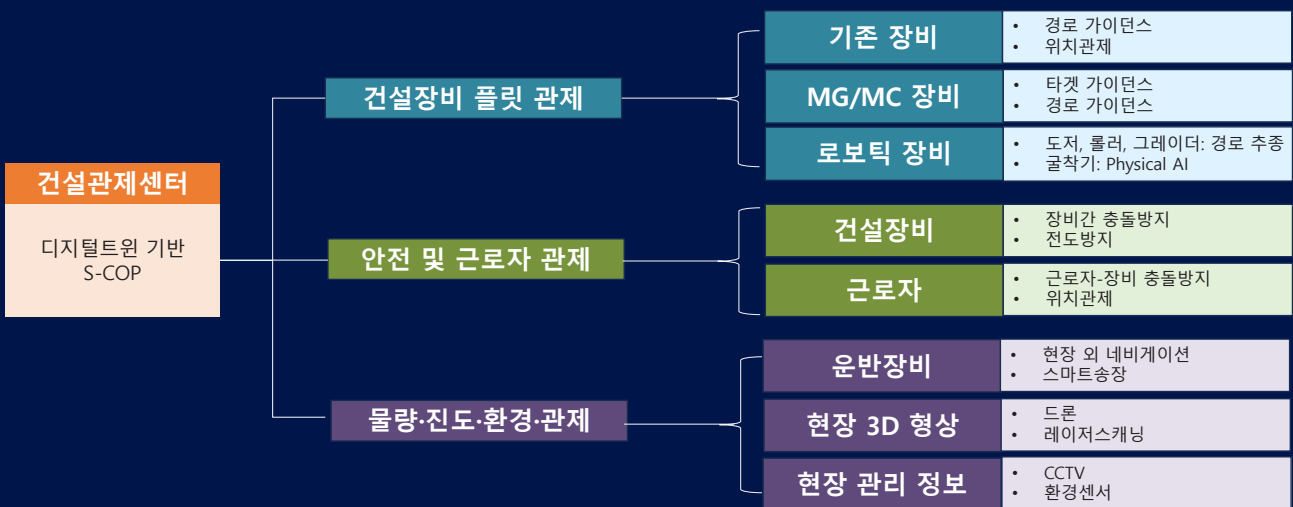 건설관제센터
디지털트윈 기반
S-COP
건설장비 플릿 관제
기존 장비
• 경로 가이던스
• 위치관제
MG/MC 장비
• 타겟 가이던스
• 경로 가이던스
로보틱 장비
• 도저, 롤러, 그레이더: 경로 추종
• 굴착기: Physical AI
안전 및 근로자 관제
건설장비
• 장비간 충돌방지
• 전도방지
근로자
• 근로자-장비 충돌방지
• 위치관제
물량·진도·환경·관제
운반장비
• 현장 외 네비게이션
• 스마트송장
현장 3D 형상
• 드론
• 레이저스캐닝
현장 관리 정보
• CCTV
• 환경센서